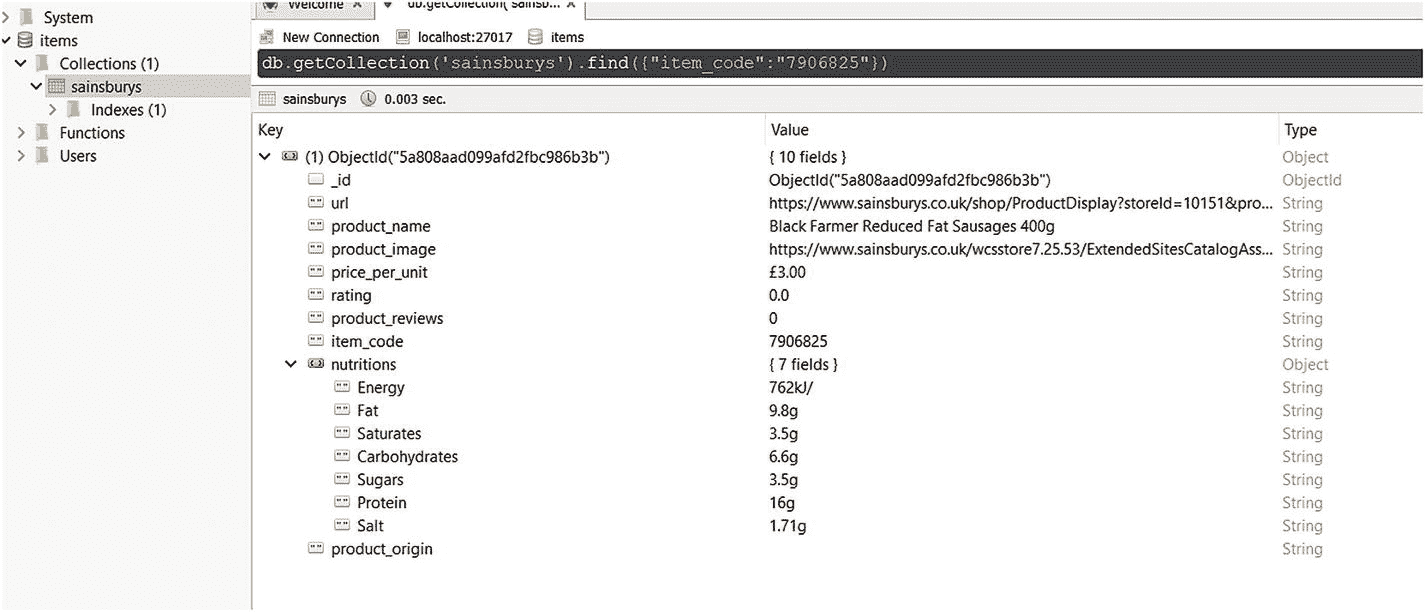 System
items
Collections (1)
sainsburys
Indexes (1)
Functions
Users
Welcome × db.getCollection('sainsb... ×
New Connection localhost:27017 items
db.getCollection('sainsburys').find({"item_code":"7906825"})
sainsburys 0.003 sec.
Key Value Type
(1) ObjectId("5a808aad099afd2fbc986b3b") { 10 fields } Object
_id ObjectId("5a808aad099afd2fbc986b3b") ObjectId
url https://www.sainsburys.co.uk/shop/ProductDisplay?storeId=10151&pro... String
product_name Black Farmer Reduced Fat Sausages 400g String
product_image https://www.sainsburys.co.uk/wcsstore7.25.53/ExtendedSitesCatalogAss... String
price_per_unit £3.00 String
rating 0.0 String
product_reviews 0 String
item_code 7906825 String
nutritions { 7 fields } Object
Energy 762kJ/ String
Fat 9.8g String
Saturates 3.5g String
Carbohydrates 6.6g String
Sugars 3.5g String
Protein 16g String
Salt 1.71g String
product_origin String